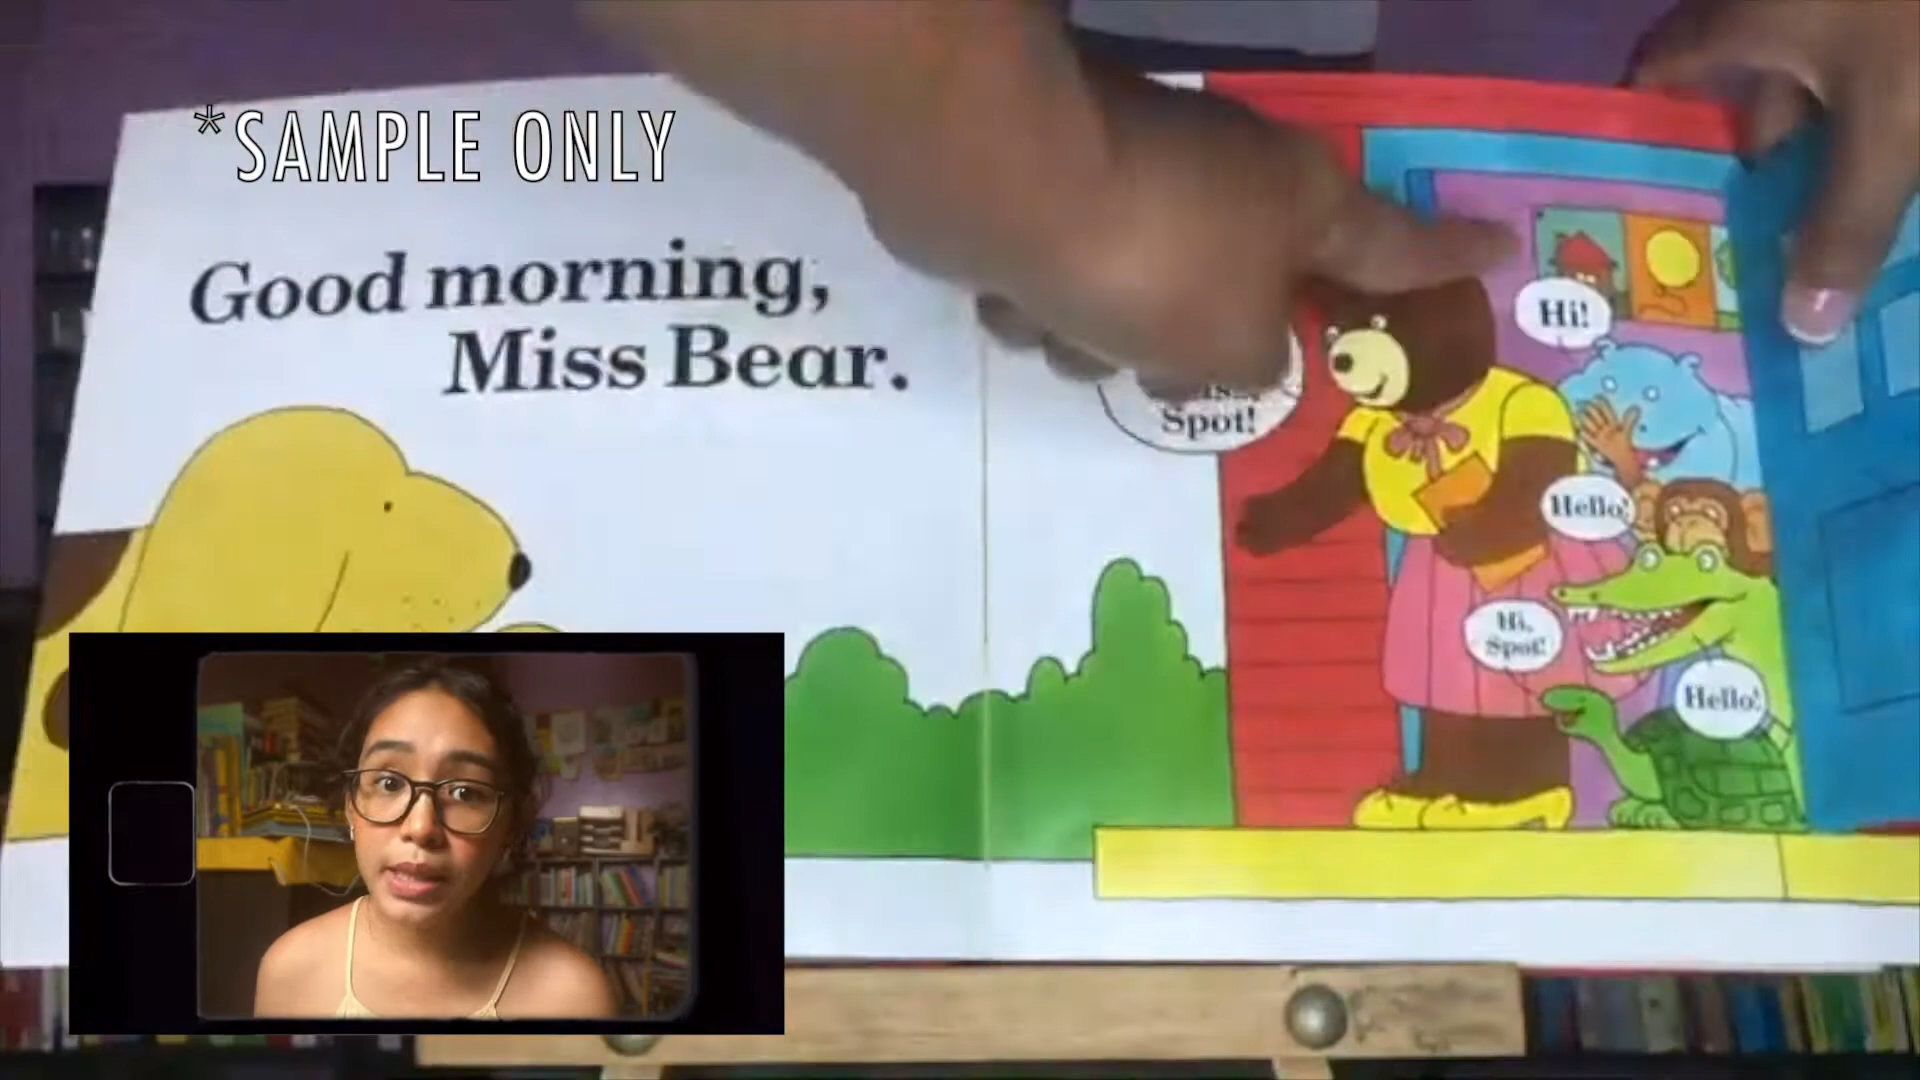 *SAMPLE ONLY
Good morning,
Miss Bear.
Spot!
Hi!
Hello!
Hi,
Spot!
Hello!